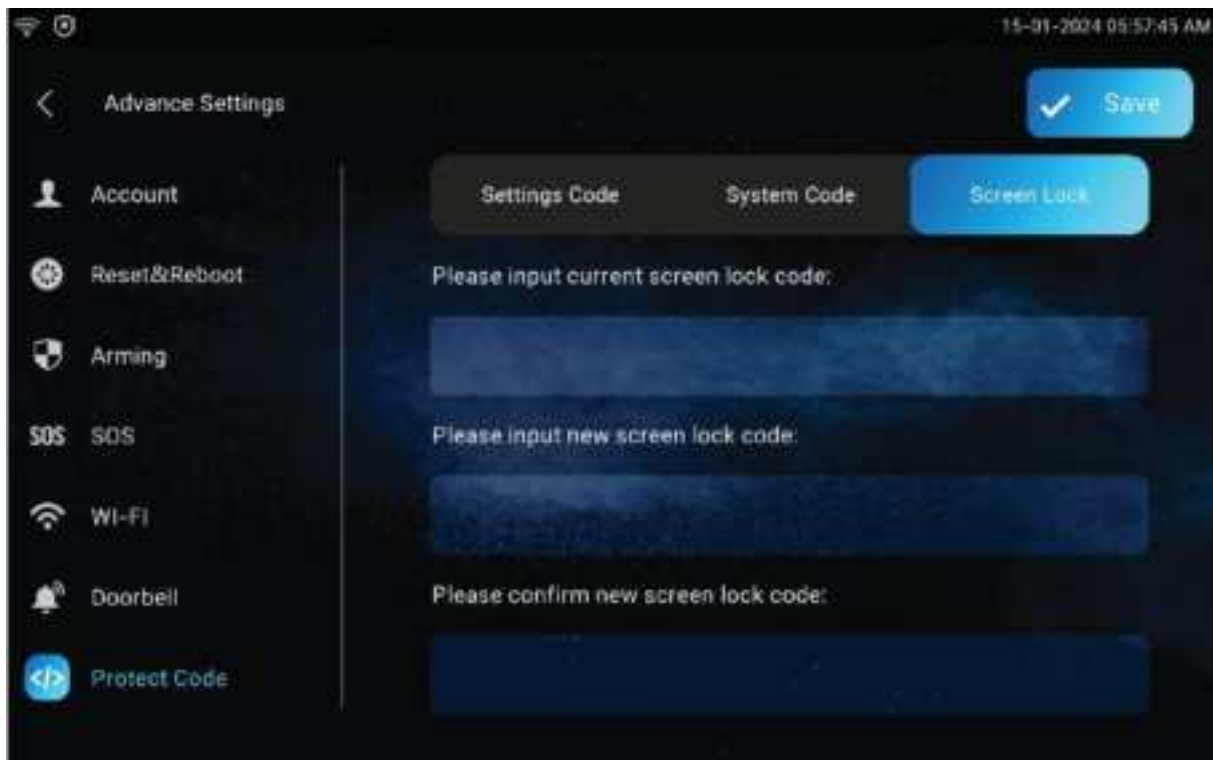 15-01-2024 05:57:45 AM
Advance Settings
Save
Account
Reset&Reboot
Arming
SOS SOS
Wi-Fi
Doorbell
Protect Code
Settings Code System Code Screen Lock
Please input current screen lock code:
Please input new screen lock code:
Please confirm new screen lock code: